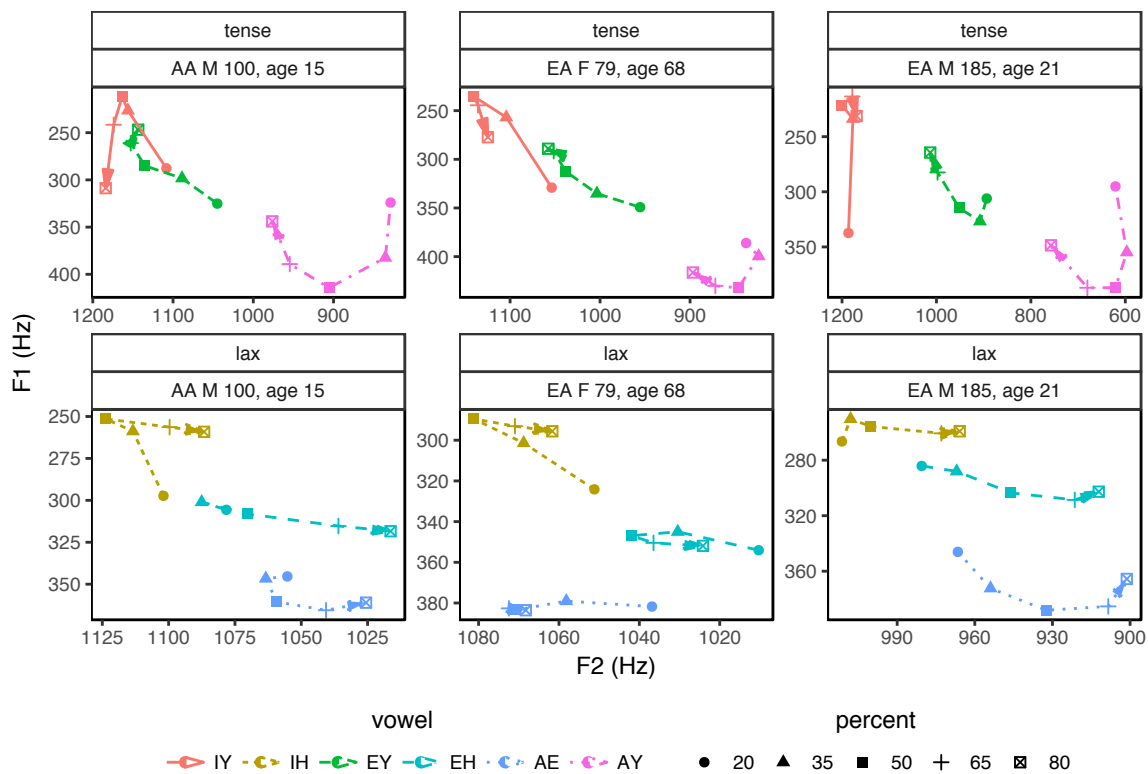 tense tense tense
AA M 100, age 15 EA F 79, age 68 EA M 185, age 21
250
300
350
400
1200 1100 1000 900
250
300
350
400
1100 1000 900
250
300
350
1200 1000 800 600
lax lax lax
AA M 100, age 15 EA F 79, age 68 EA M 185, age 21
250
275
300
325
350
1125 1100 1075 1050 1025
300
320
340
360
380
1080 1060 1040 1020
280
320
360
990 960 930 900
F1 (Hz)
F2 (Hz)
vowel percent
IY IH EY EH AE AY 20 35 50 65 80